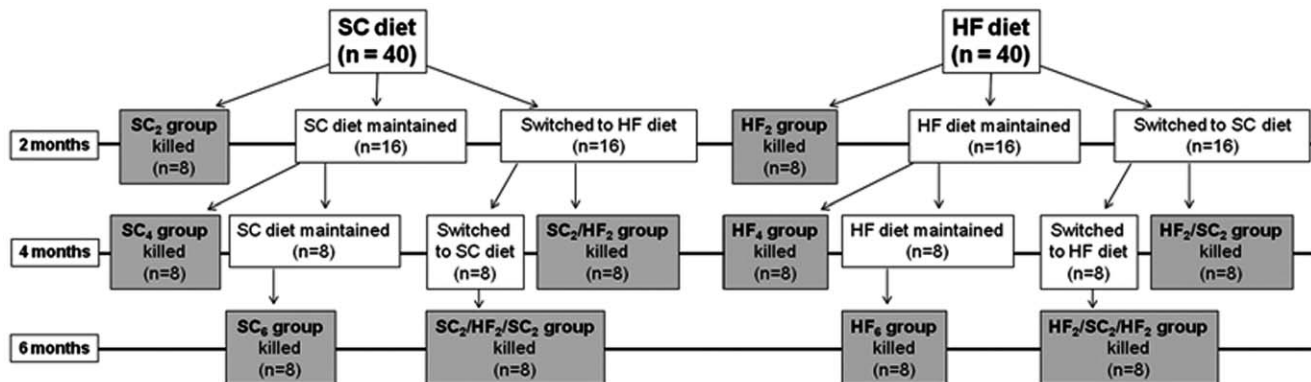 SC diet
(n = 40)
HF diet
(n = 40)
2 months
SC₂ group
killed
(n=8)
SC diet maintained
(n=16)
Switched to HF diet
(n=16)
HF₂ group
killed
(n=8)
HF diet maintained
(n=16)
Switched to SC diet
(n=16)
4 months
SC₄ group
killed
(n=8)
SC diet maintained
(n=8)
Switched
to SC diet
(n=8)
SC₂/HF₂ group
killed
(n=8)
HF₄ group
killed
(n=8)
HF diet maintained
(n=8)
Switched
to HF diet
(n=8)
HF₂/SC₂ group
killed
(n=8)
6 months
SC₆ group
killed
(n=8)
SC₂/HF₂/SC₂ group
killed
(n=8)
HF₆ group
killed
(n=8)
HF₂/SC₂/HF₂ group
killed
(n=8)